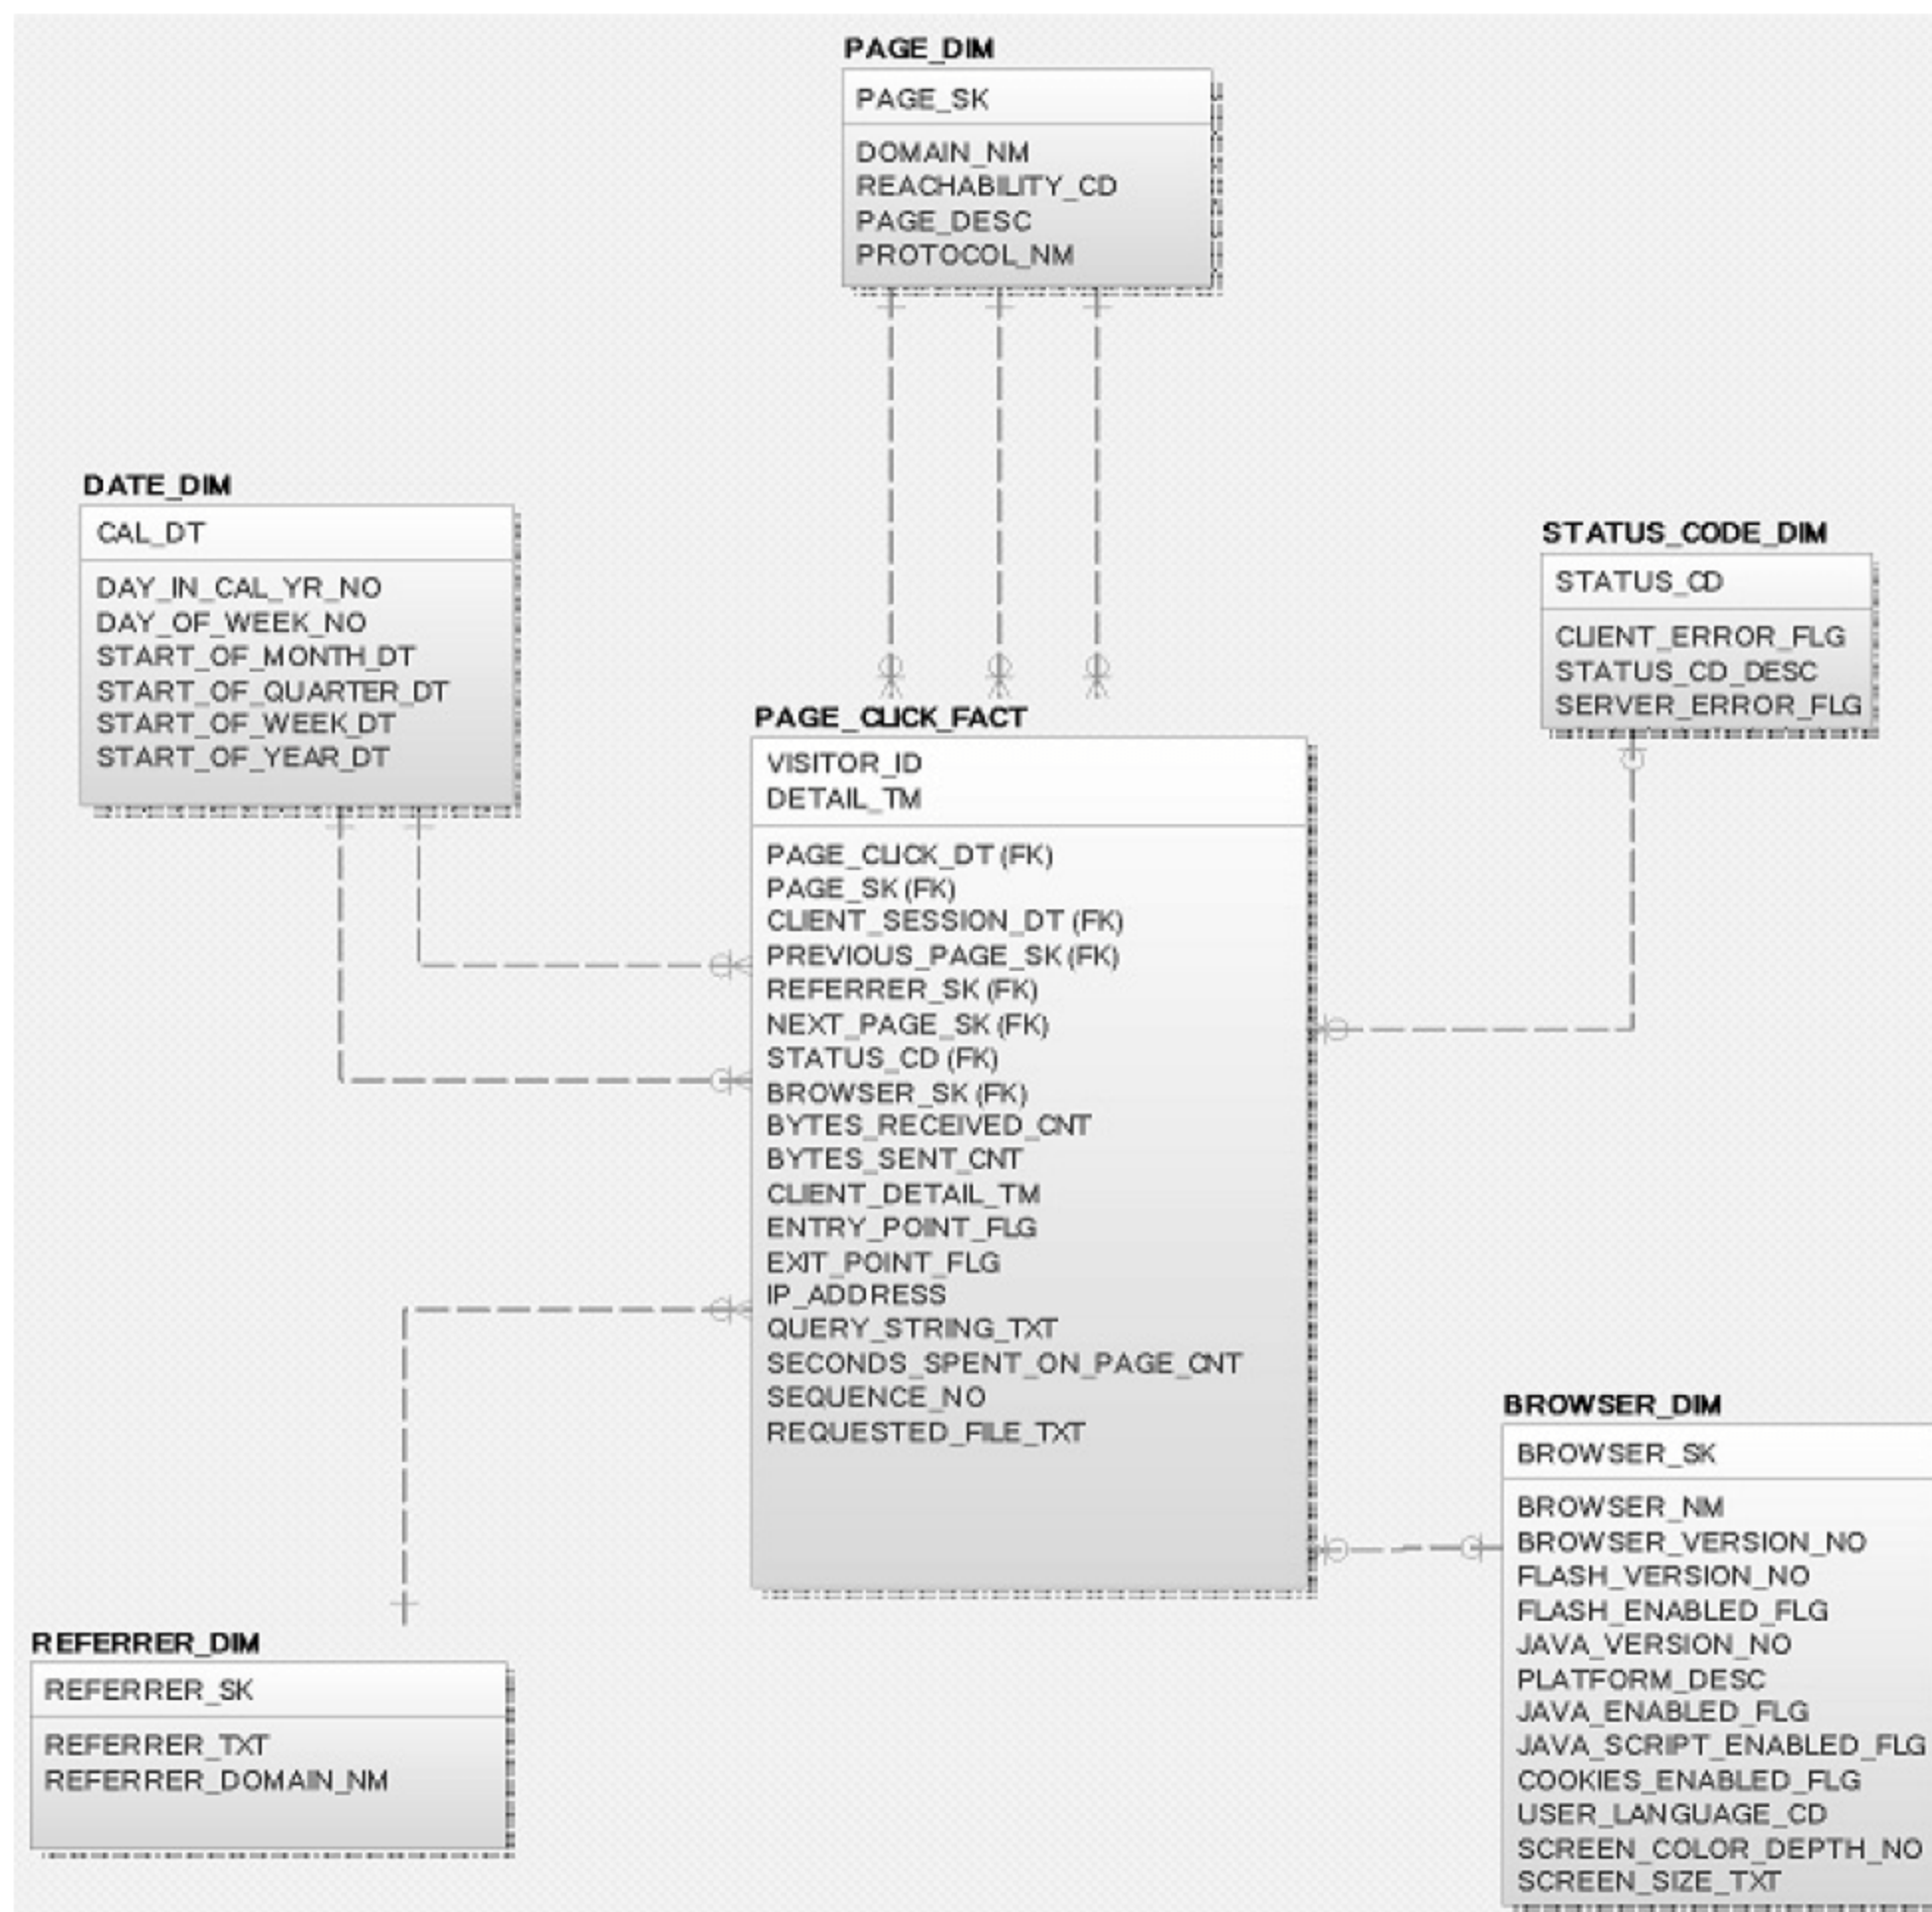 PAGE_DIM
PAGE_SK
DOMAIN_NM
REACHABILITY_CD
PAGE_DESC
PROTOCOL_NM
DATE_DIM
CAL_DT
DAY_IN_CAL_YR_NO
DAY_OF_WEEK_NO
START_OF_MONTH_DT
START_OF_QUARTER_DT
START_OF_WEEK_DT
START_OF_YEAR_DT
STATUS_CODE_DIM
STATUS_CD
CLIENT_ERROR_FLG
STATUS_CD_DESC
SERVER_ERROR_FLG
PAGE_CLICK_FACT
VISITOR_ID
DETAIL_TM
PAGE_CLICK_DT (FK)
PAGE_SK (FK)
CLIENT_SESSION_DT (FK)
PREVIOUS_PAGE_SK (FK)
REFERRER_SK (FK)
NEXT_PAGE_SK (FK)
STATUS_CD (FK)
BROWSER_SK (FK)
BYTES_RECEIVED_CNT
BYTES_SENT_CNT
CLIENT_DETAIL_TM
ENTRY_POINT_FLG
EXIT_POINT_FLG
IP_ADDRESS
QUERY_STRING_TXT
SECONDS_SPENT_ON_PAGE_CNT
SEQUENCE_NO
REQUESTED_FILE_TXT
REFERRER_DIM
REFERRER_SK
REFERRER_TXT
REFERRER_DOMAIN_NM
BROWSER_DIM
BROWSER_SK
BROWSER_NM
BROWSER_VERSION_NO
FLASH_VERSION_NO
FLASH_ENABLED_FLG
JAVA_VERSION_NO
PLATFORM_DESC
JAVA_ENABLED_FLG
JAVA_SCRIPT_ENABLED_FLG
COOKIES_ENABLED_FLG
USER_LANGUAGE_CD
SCREEN_COLOR_DEPTH_NO
SCREEN_SIZE_TXT